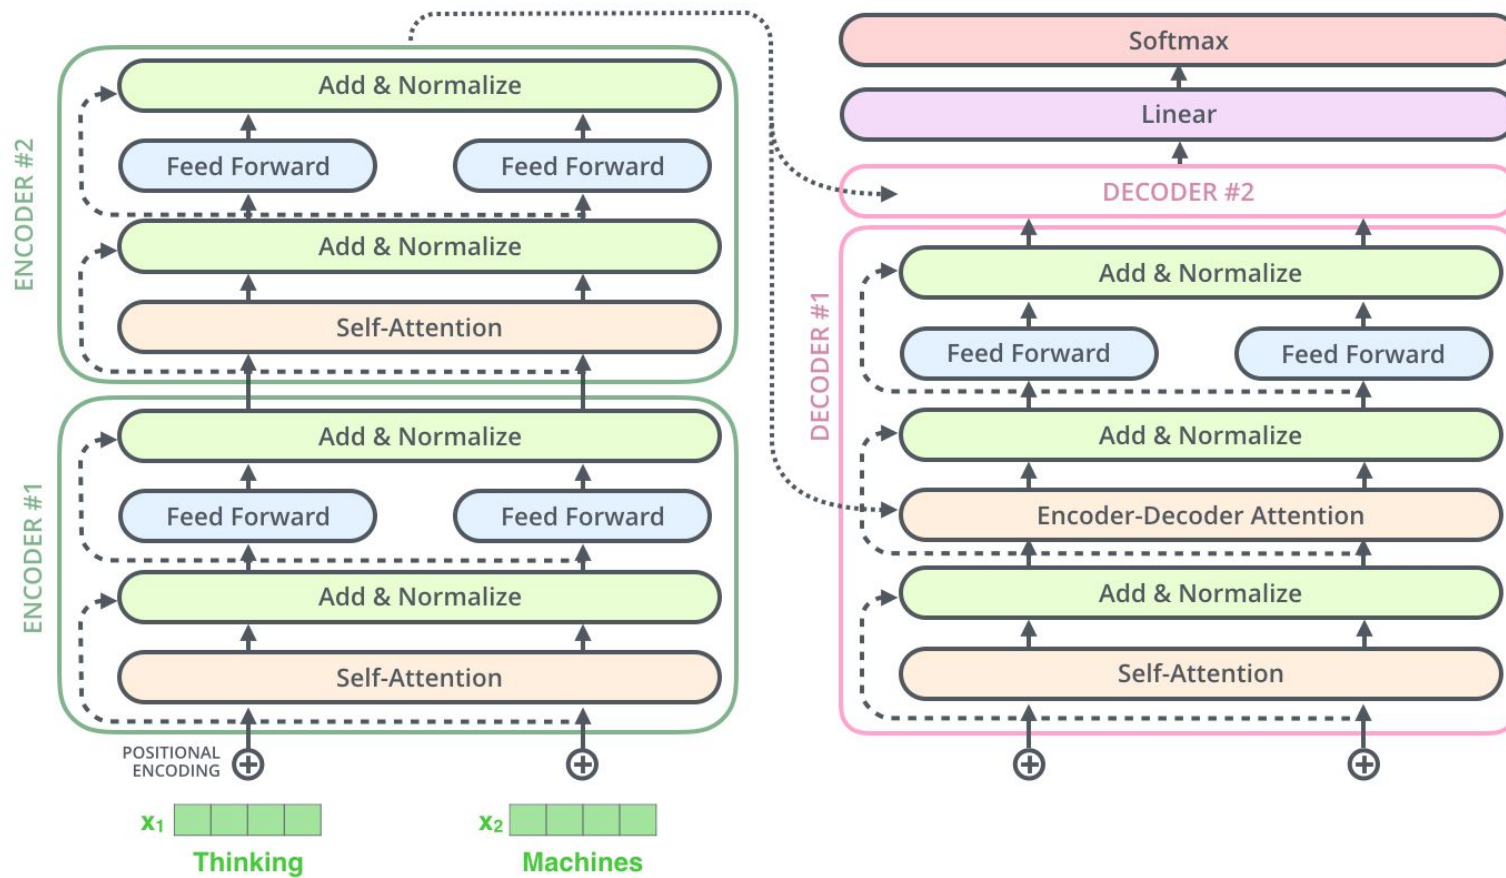 ENCODER #2
Add & Normalize
Feed Forward
Feed Forward
Add & Normalize
Self-Attention
ENCODER #1
Add & Normalize
Feed Forward
Feed Forward
Add & Normalize
Self-Attention
POSITIONAL
ENCODING
x₁
x₂
Thinking
Machines
Softmax
Linear
DECODER #2
DECODER #1
Add & Normalize
Feed Forward
Feed Forward
Add & Normalize
Encoder-Decoder Attention
Add & Normalize
Self-Attention